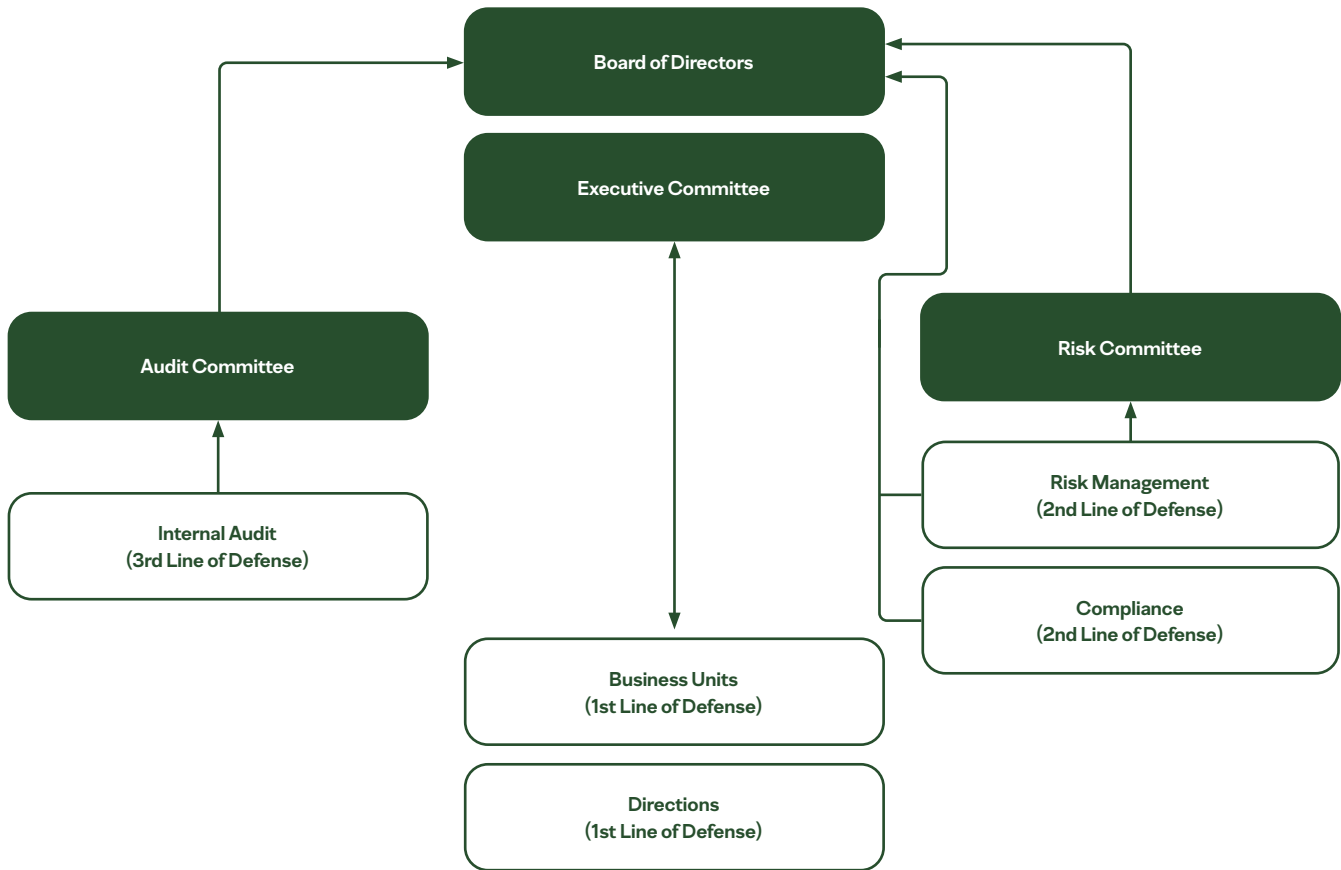 Board of Directors
Executive Committee
Audit Committee
Risk Committee
Internal Audit
(3rd Line of Defense)
Risk Management
(2nd Line of Defense)
Compliance
(2nd Line of Defense)
Business Units
(1st Line of Defense)
Directions
(1st Line of Defense)